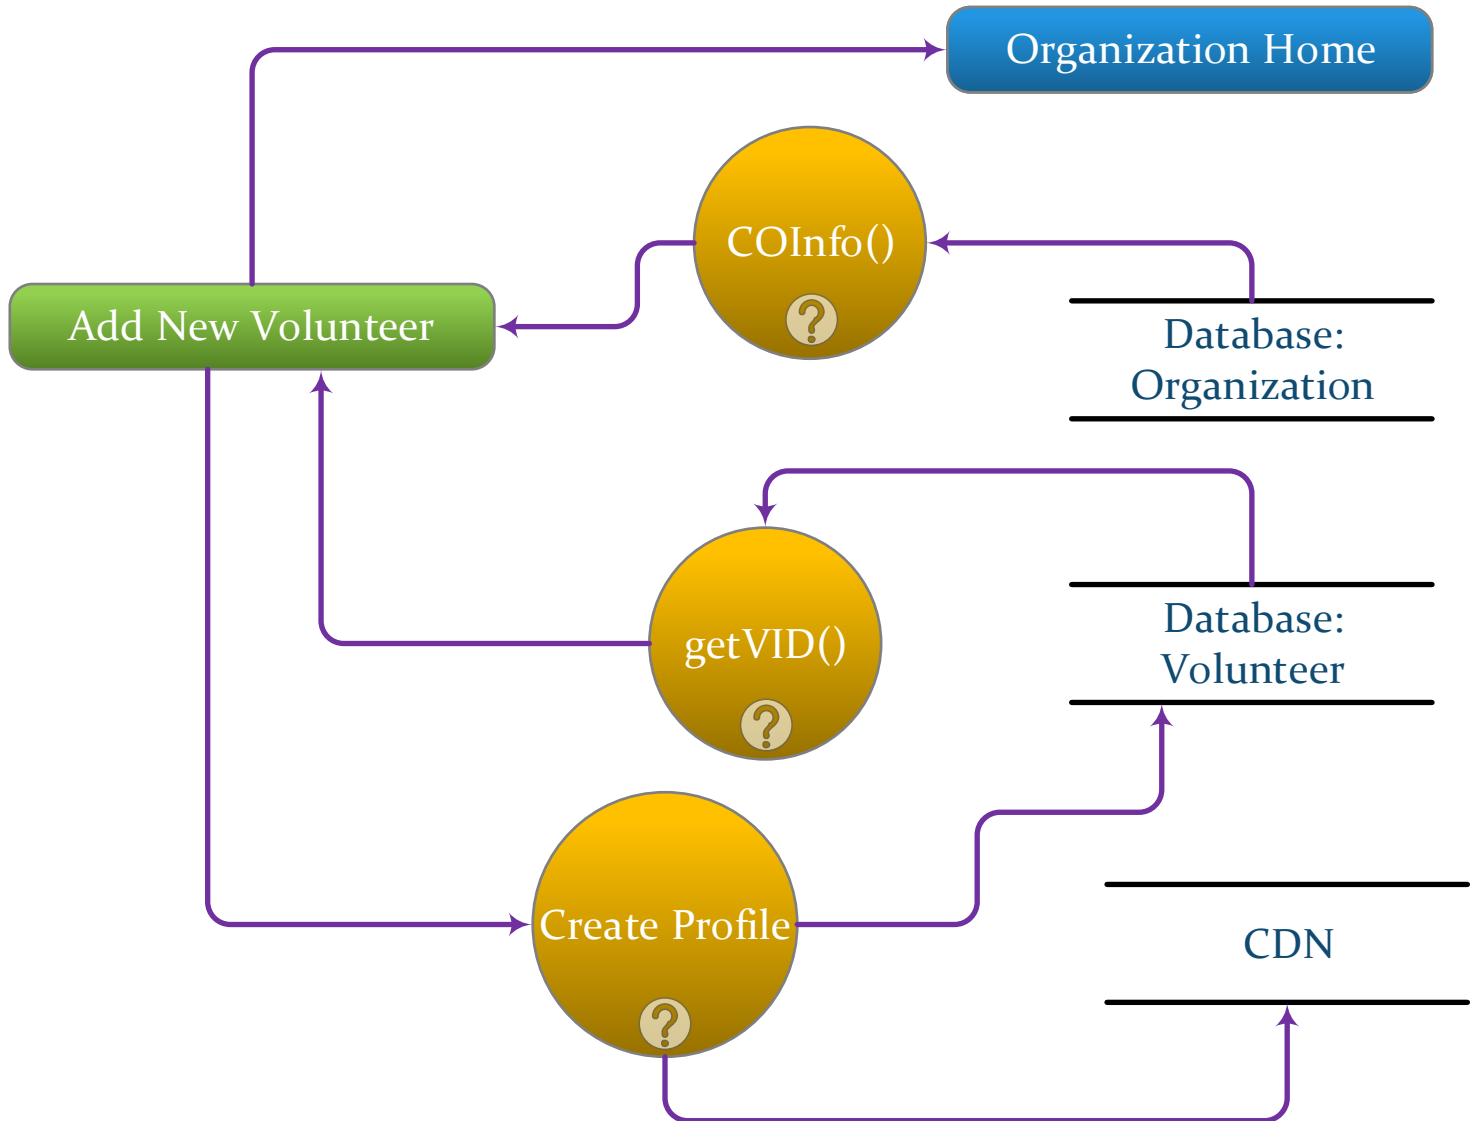 Organization Home
COInfo()
?
Add New Volunteer
Database:
Organization
getVID()
?
Database:
Volunteer
Create Profile
?
CDN